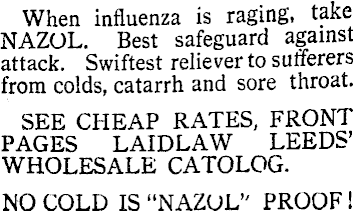 When influenza is raging, take
NAZOL. Best safeguard against
attack. Swiftest reliever to sufferers
from colds, catarrh and sore throat.
SEE CHEAP RATES, FRONT
PAGES LAIDLAW LEEDS'
WHOLESALE CATOLOG.
NO COLD IS "NAZOL" PROOF!